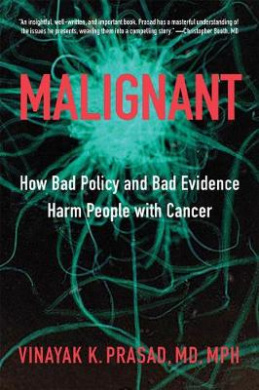 "An insightful, well-written, and important book. Prasad has a masterful understanding of
the issues he presents, weaving them into a compelling story."—Christopher Booth, MD
MALIGNANT
How Bad Policy and Bad Evidence
Harm People with Cancer
VINAYAK K. PRASAD, MD, MPH